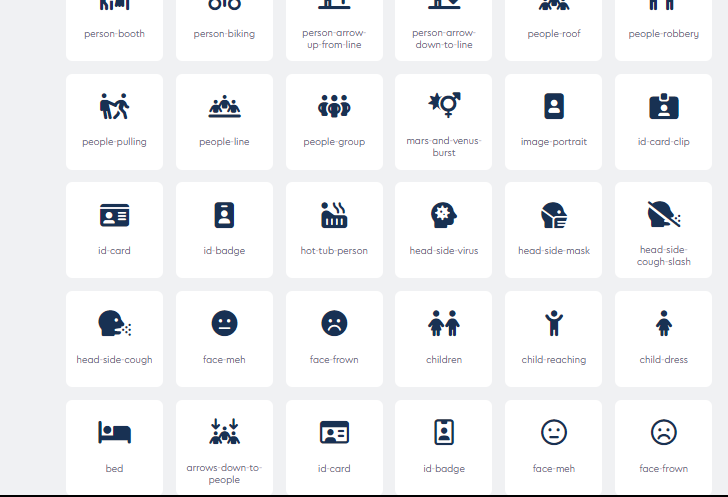 person-booth
person-biking
person-arrow-
up-from-line
person-arrow-
down-to-line
people-roof
people-robbery
people-pulling
people-line
people-group
mars-and-venus-
burst
image-portrait
id-card-clip
id-card
id-badge
hot-tub-person
head-side-virus
head-side-mask
head-side-
cough-slash
head-side-cough
face-meh
face-frown
children
child-reaching
child-dress
bed
arrows-down-to-
people
id-card
id-badge
face-meh
face-frown